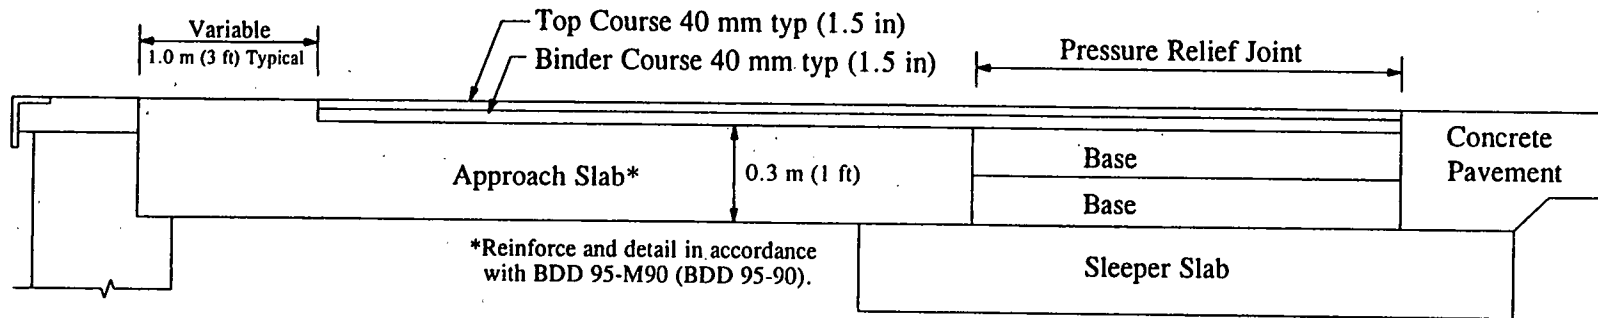 Variable
1.0 m (3 ft) Typical
Top Course 40 mm typ (1.5 in)
Binder Course 40 mm typ (1.5 in)
Pressure Relief Joint
Approach Slab*
0.3 m (1 ft)
Base
Base
Concrete
Pavement
*Reinforce and detail in accordance
with BDD 95-M90 (BDD 95-90).
Sleeper Slab